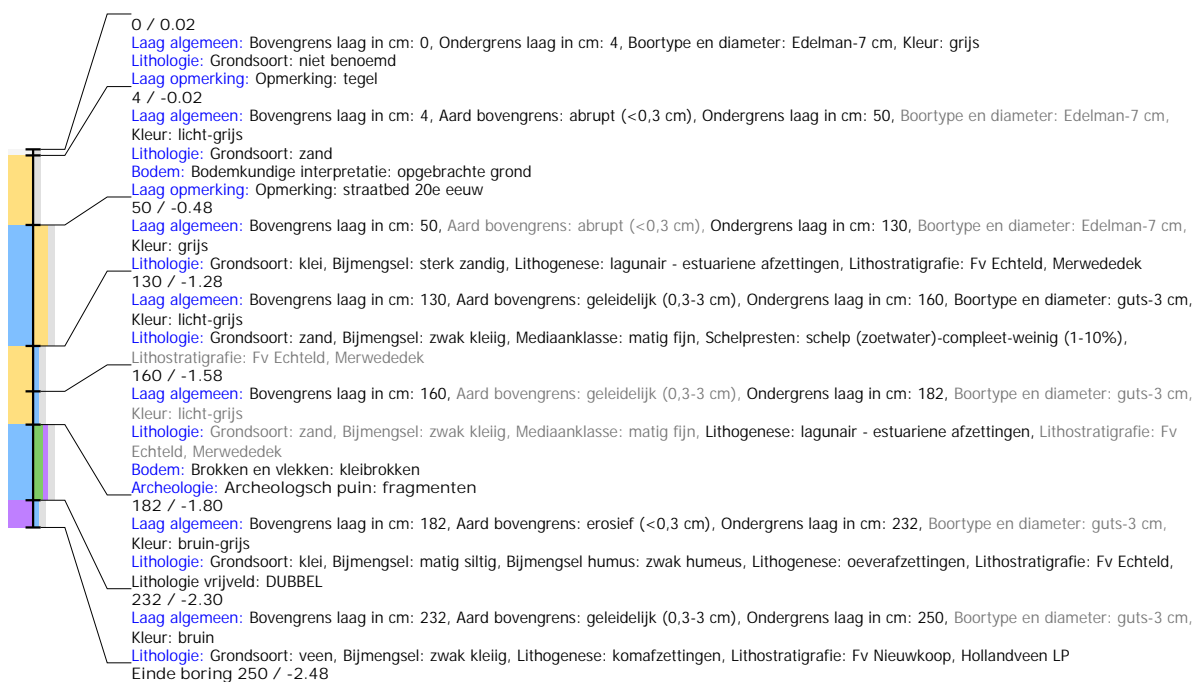 0 / 0.02
Laag algemeen: Bovengrens laag in cm: 0, Ondergrens laag in cm: 4, Boortype en diameter: Edelman-7 cm, Kleur: grijs
Lithologie: Grondsoort: niet benoemd
Laag opmerking: Opmerking: tegel
4 / -0.02
Laag algemeen: Bovengrens laag in cm: 4, Aard bovengrens: abrupt (<0,3 cm), Ondergrens laag in cm: 50, Boortype en diameter: Edelman-7 cm,
Kleur: licht-grijs
Lithologie: Grondsoort: zand
Bodem: Bodemkundige interpretatie: opgebrachte grond
Laag opmerking: Opmerking: straatbed 20e eeuw
50 / -0.48
Laag algemeen: Bovengrens laag in cm: 50, Aard bovengrens: abrupt (<0,3 cm), Ondergrens laag in cm: 130, Boortype en diameter: Edelman-7 cm,
Kleur: grijs
Lithologie: Grondsoort: klei, Bijmengsel: sterk zandig, Lithogenese: lagunair - estuariene afzettingen, Lithostratigrafie: Fv Echteld, Merwededek
130 / -1.28
Laag algemeen: Bovengrens laag in cm: 130, Aard bovengrens: geleidelijk (0,3-3 cm), Ondergrens laag in cm: 160, Boortype en diameter: guts-3 cm,
Kleur: licht-grijs
Lithologie: Grondsoort: zand, Bijmengsel: zwak kleiig, Mediaanklasse: matig fijn, Schelpresten: schelp (zoetwater)-compleet-weinig (1-10%),
Lithostratigrafie: Fv Echteld, Merwededek
160 / -1.58
Laag algemeen: Bovengrens laag in cm: 160, Aard bovengrens: geleidelijk (0,3-3 cm), Ondergrens laag in cm: 182, Boortype en diameter: guts-3 cm,
Kleur: licht-grijs
Lithologie: Grondsoort: zand, Bijmengsel: zwak kleiig, Mediaanklasse: matig fijn, Lithogenese: lagunair - estuariene afzettingen, Lithostratigrafie: Fv
Echteld, Merwededek
Bodem: Brokken en vlekken: kleibrokken
Archeologie: Archeologsch puin: fragmenten
182 / -1.80
Laag algemeen: Bovengrens laag in cm: 182, Aard bovengrens: erosief (<0,3 cm), Ondergrens laag in cm: 232, Boortype en diameter: guts-3 cm,
Kleur: bruin-grijs
Lithologie: Grondsoort: klei, Bijmengsel: matig siltig, Bijmengsel humus: zwak humeus, Lithogenese: oeverafzettingen, Lithostratigrafie: Fv Echteld,
Lithologie vrijveld: DUBBEL
232 / -2.30
Laag algemeen: Bovengrens laag in cm: 232, Aard bovengrens: geleidelijk (0,3-3 cm), Ondergrens laag in cm: 250, Boortype en diameter: guts-3 cm,
Kleur: bruin
Lithologie: Grondsoort: veen, Bijmengsel: zwak kleiig, Lithogenese: komafzettingen, Lithostratigrafie: Fv Nieuwkoop, Hollandveen LP
Einde boring 250 / -2.48